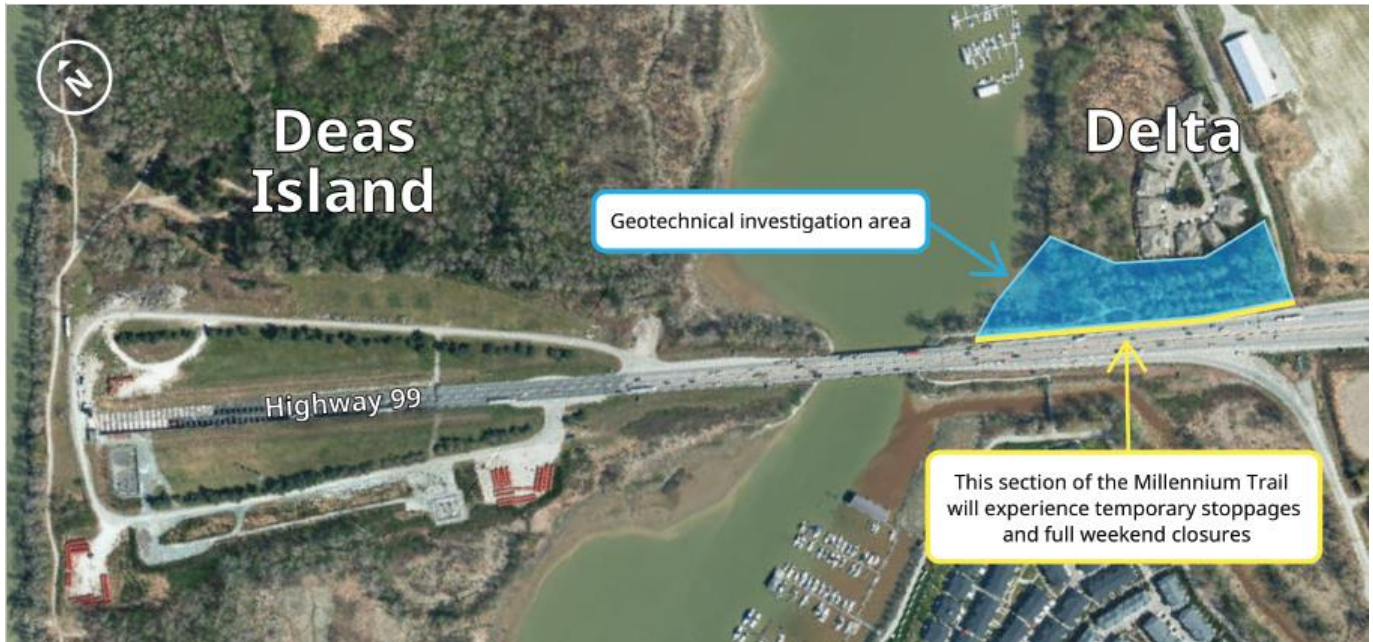 N
Deas
Island
Delta
Geotechnical investigation area
Highway 99
This section of the Millennium Trail
will experience temporary stoppages
and full weekend closures